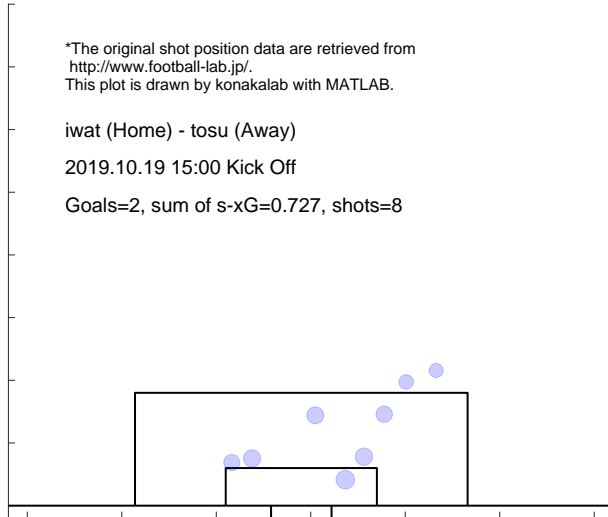 *The original shot position data are retrieved from
http://www.football-lab.jp/.
This plot is drawn by konakalab with MATLAB.
iwat (Home) - tosu (Away)
2019.10.19 15:00 Kick Off
Goals=2, sum of s-xG=0.727, shots=8